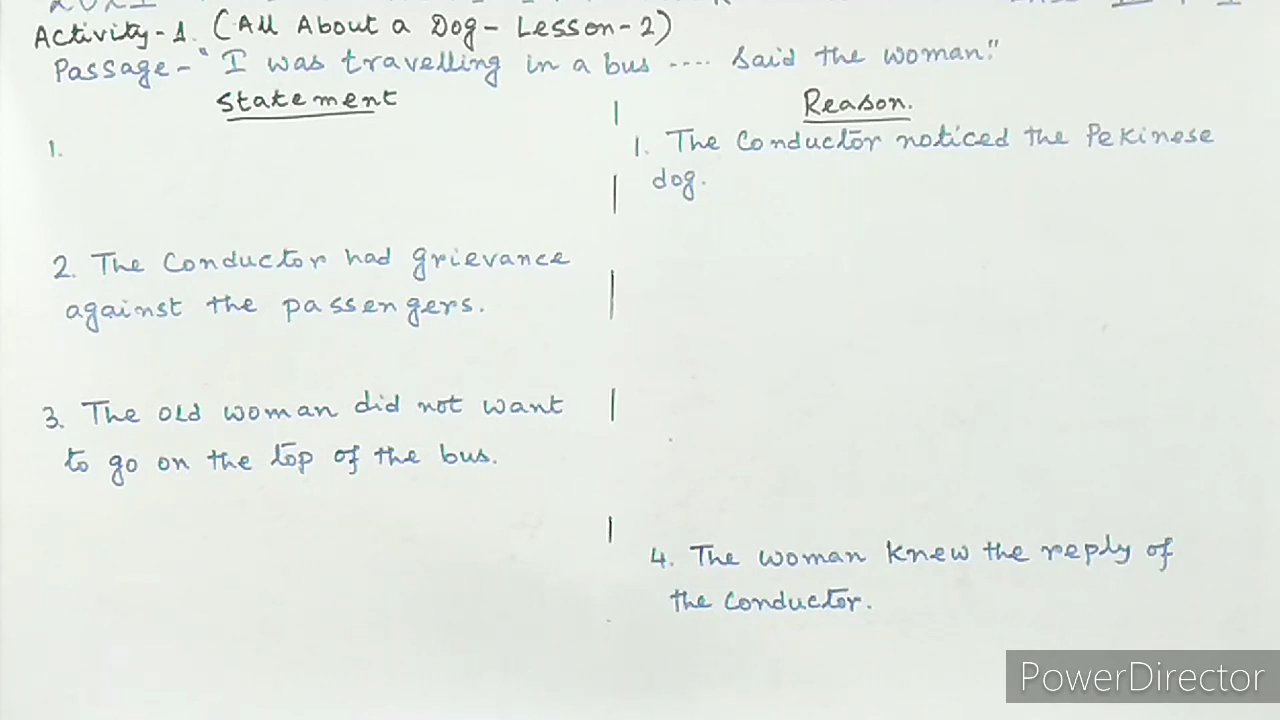 2021
Activity-1. (All About a Dog- Lesson-2)
Passage- "I was travelling in a bus .... said the woman."
Statement
Reason.
1.
1. The Conductor noticed the Pekinese
dog.
2. The Conductor had grievance
against the passengers.
3. The old woman did not want
to go on the top of the bus.
4. The woman knew the reply of
the conductor.
PowerDirector